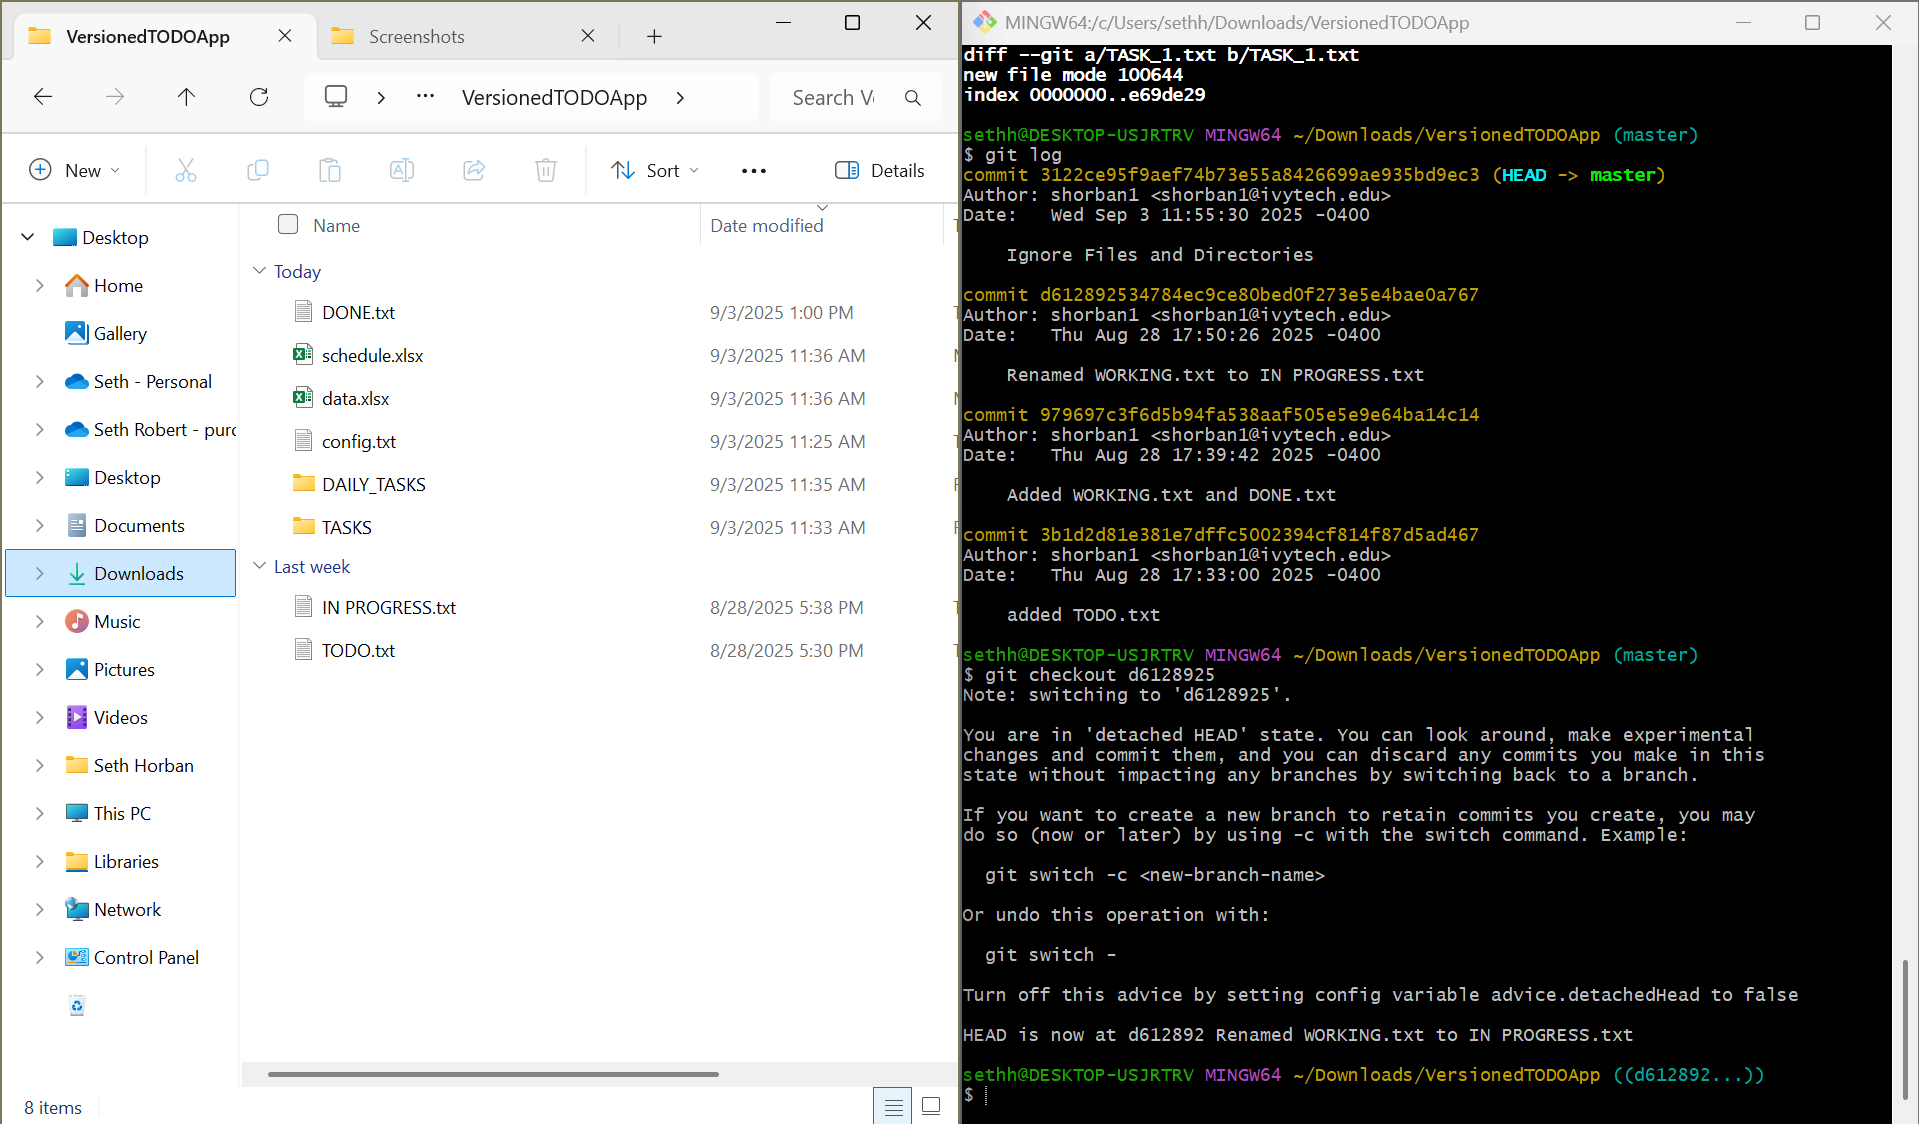 VersionedTODOApp
Screenshots
VersionedTODOApp
Search V
New
Sort
Details
Desktop
Home
Gallery
Seth - Personal
Seth Robert - purc
Desktop
Documents
Downloads
Music
Pictures
Videos
Seth Horban
This PC
Libraries
Network
Control Panel
Name
Date modified
Today
DONE.txt 9/3/2025 1:00 PM
schedule.xlsx 9/3/2025 11:36 AM
data.xlsx 9/3/2025 11:36 AM
config.txt 9/3/2025 11:25 AM
DAILY_TASKS 9/3/2025 11:35 AM
TASKS 9/3/2025 11:33 AM
Last week
IN PROGRESS.txt 8/28/2025 5:38 PM
TODO.txt 8/28/2025 5:30 PM
8 items
MINGW64:/c/Users/sethh/Downloads/VersionedTODOApp
diff --git a/TASK_1.txt b/TASK_1.txt
new file mode 100644
index 0000000..e69de29
sethh@DESKTOP-USJRTRV MINGW64 ~/Downloads/VersionedTODOApp (master)
$ git log
commit 3122ce95f9aef74b73e55a8426699ae935bd9ec3 (HEAD -> master)
Author: shorban1 <shorban1@ivytech.edu>
Date:   Wed Sep 3 11:55:30 2025 -0400
Ignore Files and Directories
commit d612892534784ec9ce80bed0f273e5e4bae0a767
Author: shorban1 <shorban1@ivytech.edu>
Date:   Thu Aug 28 17:50:26 2025 -0400
Renamed WORKING.txt to IN PROGRESS.txt
commit 979697c3f6d5b94fa538aaf505e5e9e64ba14c14
Author: shorban1 <shorban1@ivytech.edu>
Date:   Thu Aug 28 17:39:42 2025 -0400
Added WORKING.txt and DONE.txt
commit 3b1d2d81e381e7dffc5002394cf814f87d5ad467
Author: shorban1 <shorban1@ivytech.edu>
Date:   Thu Aug 28 17:33:00 2025 -0400
added TODO.txt
sethh@DESKTOP-USJRTRV MINGW64 ~/Downloads/VersionedTODOApp (master)
$ git checkout d6128925
Note: switching to 'd6128925'.
You are in 'detached HEAD' state. You can look around, make experimental
changes and commit them, and you can discard any commits you make in this
state without impacting any branches by switching back to a branch.
If you want to create a new branch to retain commits you create, you may
do so (now or later) by using -c with the switch command. Example:
git switch -c <new-branch-name>
Or undo this operation with:
git switch -
Turn off this advice by setting config variable advice.detachedHead to false
HEAD is now at d612892 Renamed WORKING.txt to IN PROGRESS.txt
sethh@DESKTOP-USJRTRV MINGW64 ~/Downloads/VersionedTODOApp ((d612892...))
$